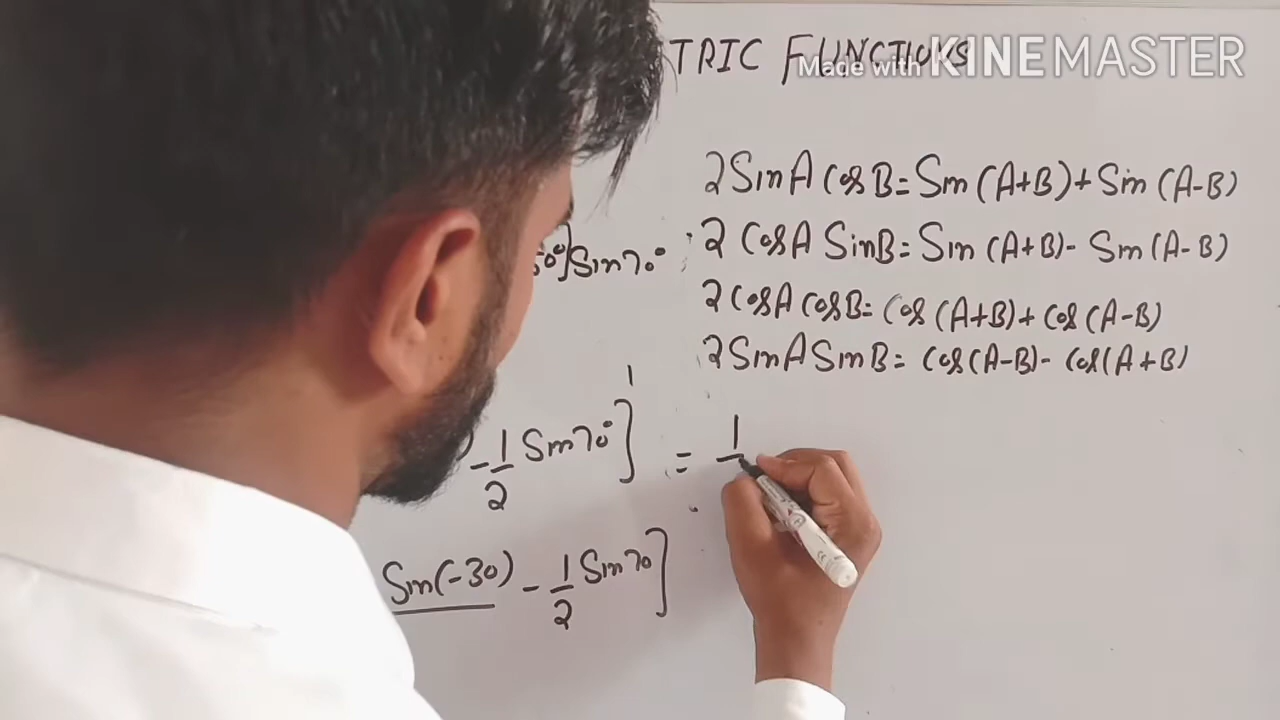 TRIC FUNCTIONS
Made with KINEMASTER
2 Sin A Cos B = Sin (A+B) + Sin (A-B)
2 Cos A Sin B = Sin (A+B) - Sin (A-B)
2 Cos A Cos B = Cos (A+B) + Cos (A-B)
2 Sin A Sin B = Cos (A-B) - Cos (A+B)
50°] Sin 70°
- 1/2 Sin 70°]
= 1
Sin (-30) - 1/2 Sin 70]